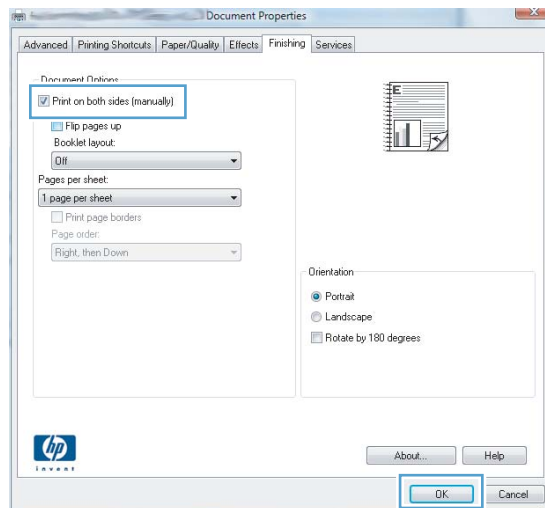 Document Properties
Advanced Printing Shortcuts Paper/Quality Effects Finishing Services
Document Options
Print on both sides (manually)
Flip pages up
Booklet layout:
Off
Pages per sheet:
1 page per sheet
Print page borders
Page order:
Right, then Down
E
Orientation
Portrait
Landscape
Rotate by 180 degrees
hp
invent
About... Help
OK Cancel